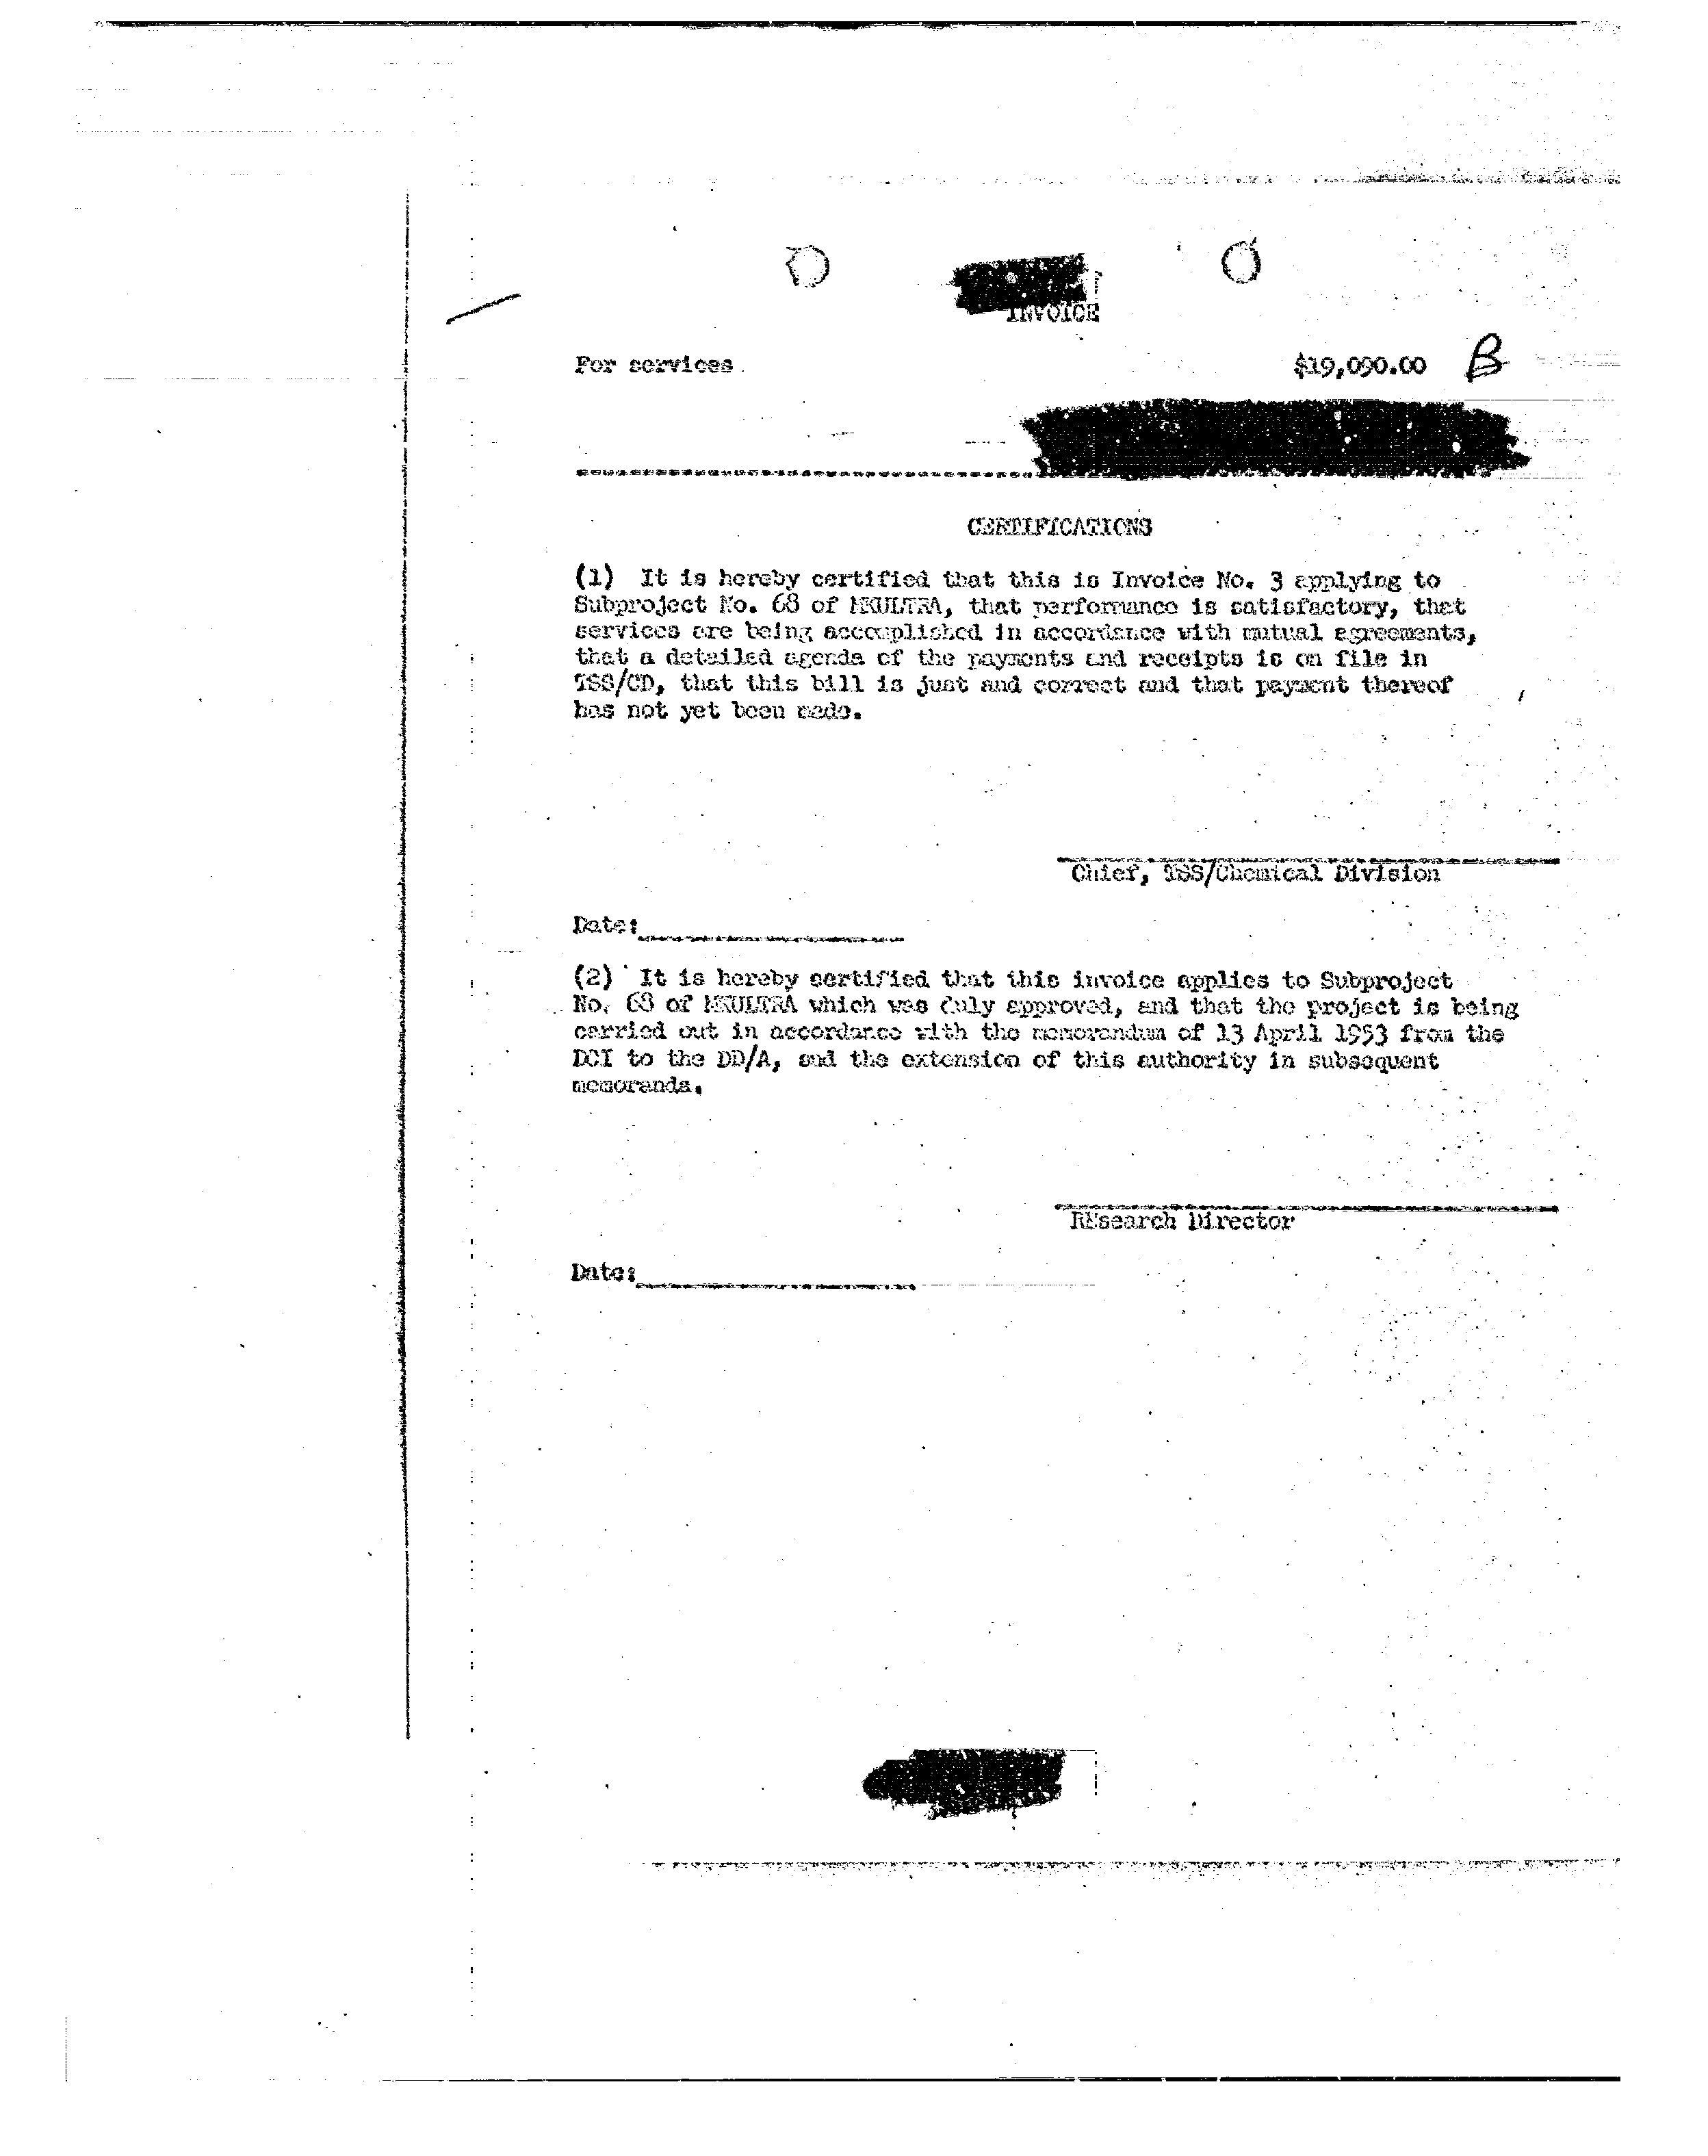 INVOICE
For services $19,090.00 B
CERTIFICATIONS
(1) It is hereby certified that this is Invoice No. 3 applying to
Subproject No. 68 of MKULTRA, that performance is satisfactory, that
services are being accomplished in accordance with mutual agreements,
that a detailed agenda of the payments and receipts is on file in
TSS/CD, that this bill is just and correct and that payment thereof
has not yet been made.
Chief, TSS/Chemical Division
Date:
(2) It is hereby certified that this invoice applies to Subproject
No. 68 of MKULTRA which was duly approved, and that the project is being
carried out in accordance with the memorandum of 13 April 1953 from the
DCI to the DD/A, and the extension of this authority in subsequent
memoranda.
REsearch Director
Date: